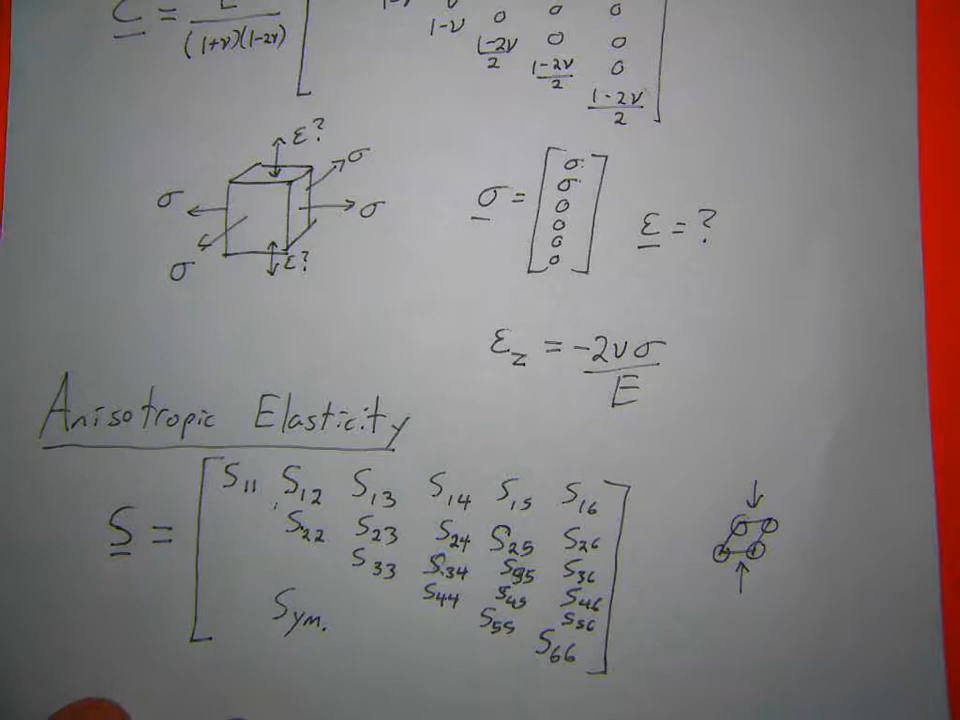 C = E / (1+ν)(1-2ν)
1-ν 0 0 0
(1-2ν)/2 0 0
(1-2ν)/2 0
(1-2ν)/2
ε?
σ
σ
σ
σ
ε?
σ = [σ σ 0 0 0 0]
ε = ?
ε_z = -2νσ / E
Anisotropic Elasticity
S =
S11 S12 S13 S14 S15 S16
S22 S23 S24 S25 S26
S33 S34 S35 S36
S44 S45 S46
Sym. S55 S56
S66